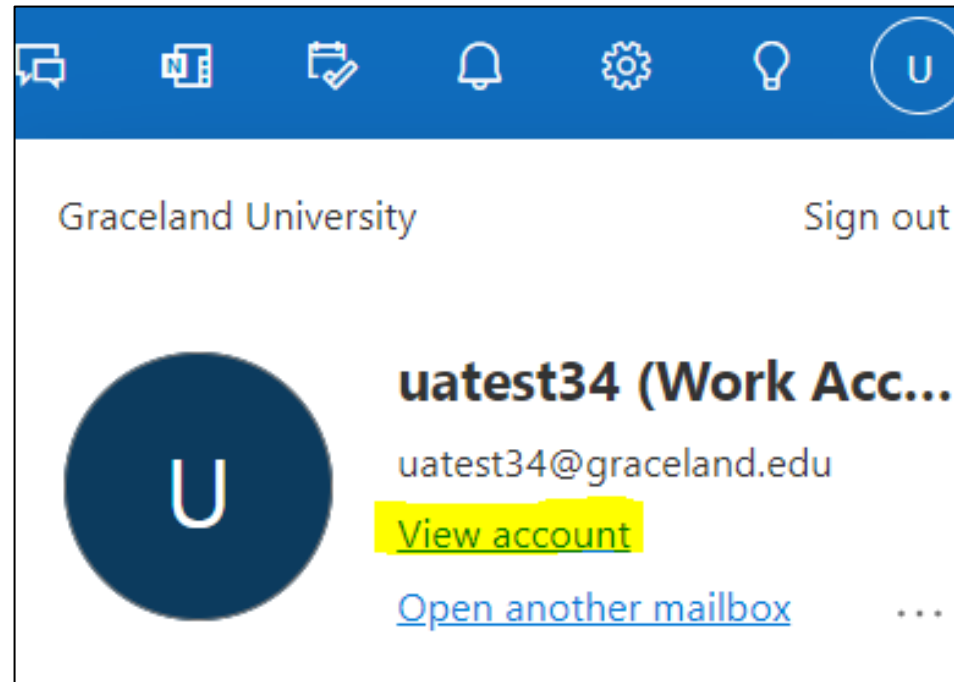 N
U
Graceland University
Sign out
uatest34 (Work Acc...
U
uatest34@graceland.edu
View account
Open another mailbox
...